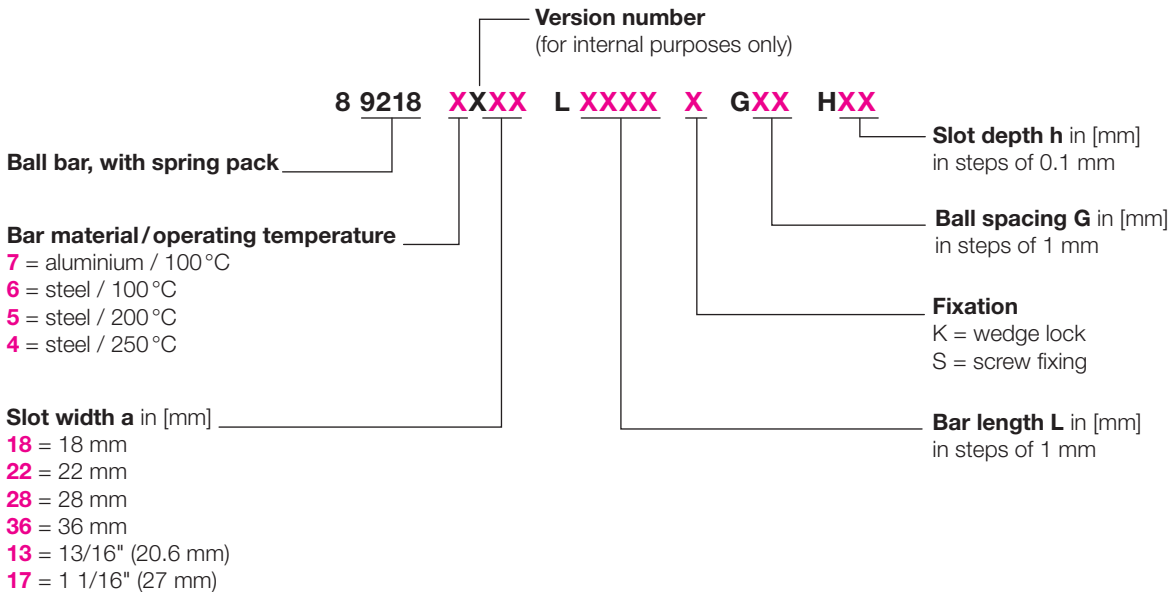 Version number
(for internal purposes only)
8 9218 XXXX L XXXX X GXX HXX
Ball bar, with spring pack
Bar material / operating temperature
7 = aluminium / 100 °C
6 = steel / 100 °C
5 = steel / 200 °C
4 = steel / 250 °C
Slot width a in [mm]
18 = 18 mm
22 = 22 mm
28 = 28 mm
36 = 36 mm
13 = 13/16" (20.6 mm)
17 = 1 1/16" (27 mm)
Slot depth h in [mm]
in steps of 0.1 mm
Ball spacing G in [mm]
in steps of 1 mm
Fixation
K = wedge lock
S = screw fixing
Bar length L in [mm]
in steps of 1 mm